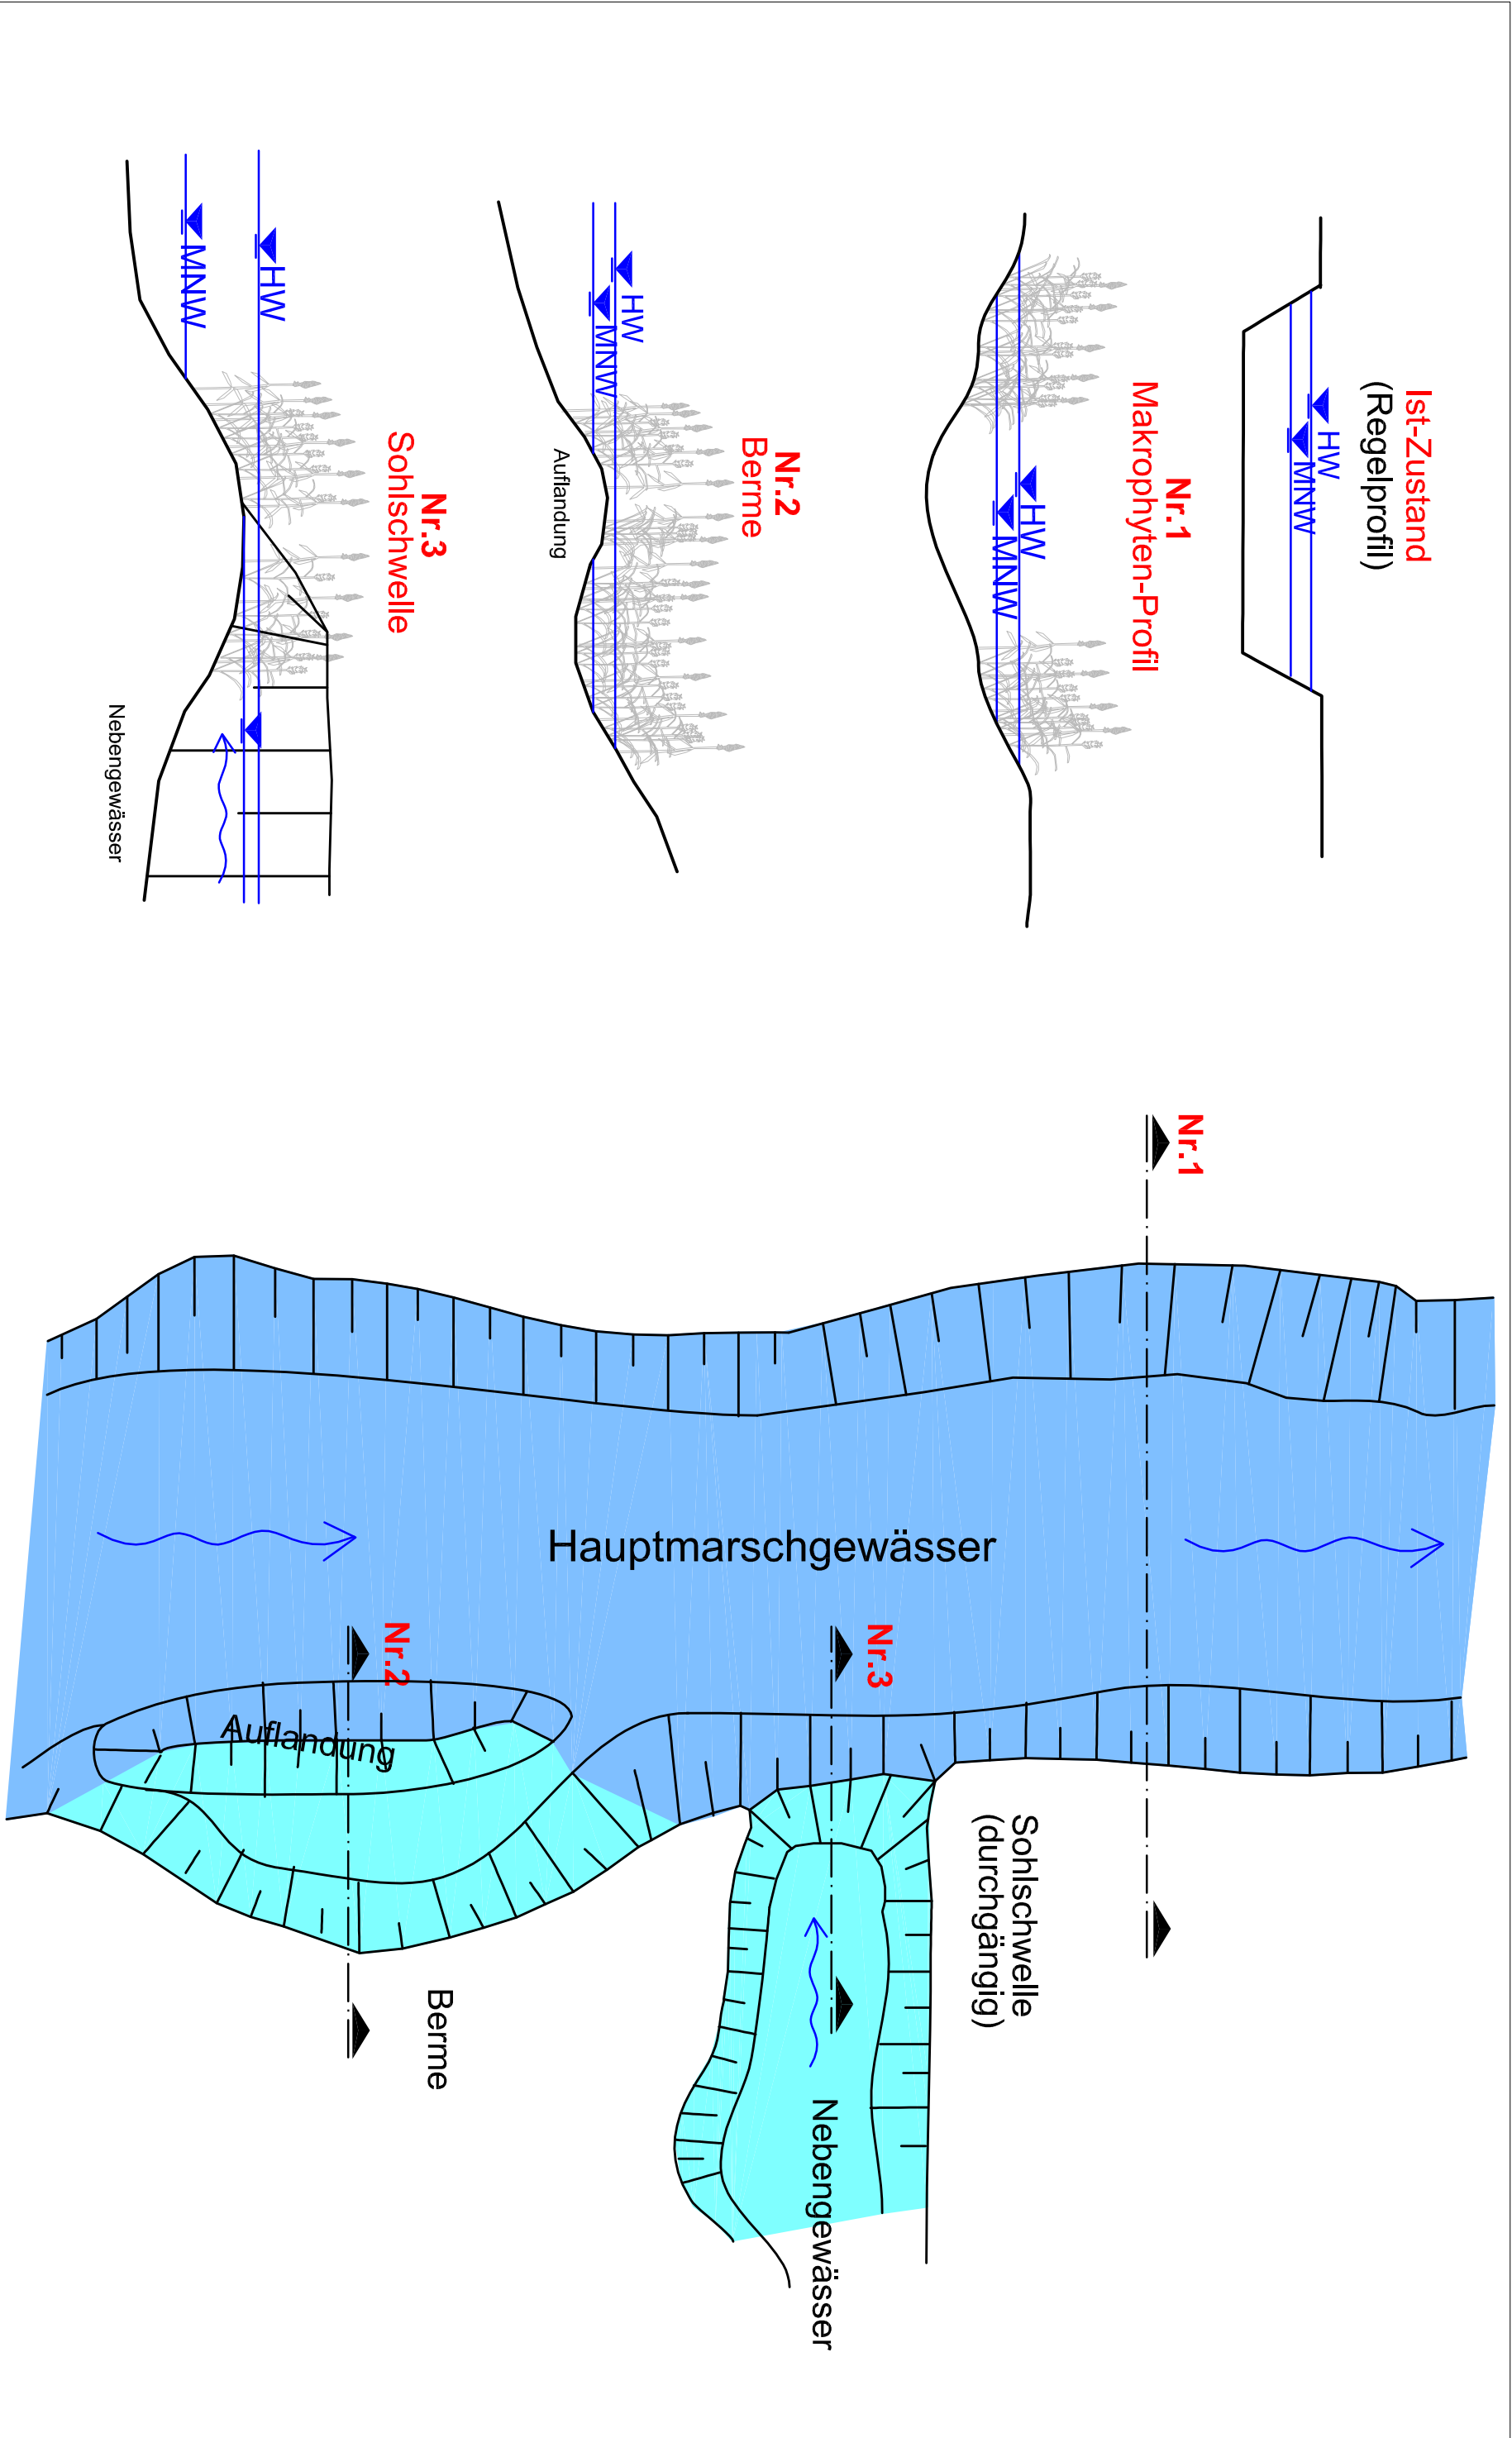 Ist-Zustand
(Regelprofil)
HW
MNW
Nr.1
Makrophyten-Profil
HW
MNW
Nr.2
Berme
HW
MNW
Auflandung
Nr.3
Sohlschwelle
HW
MNW
Nebengewässer
Nr.1
Hauptmarschgewässer
Nr.3
Nr.2
Auflandung
Sohlschwelle
(durchgängig)
Berme
Nebengewässer